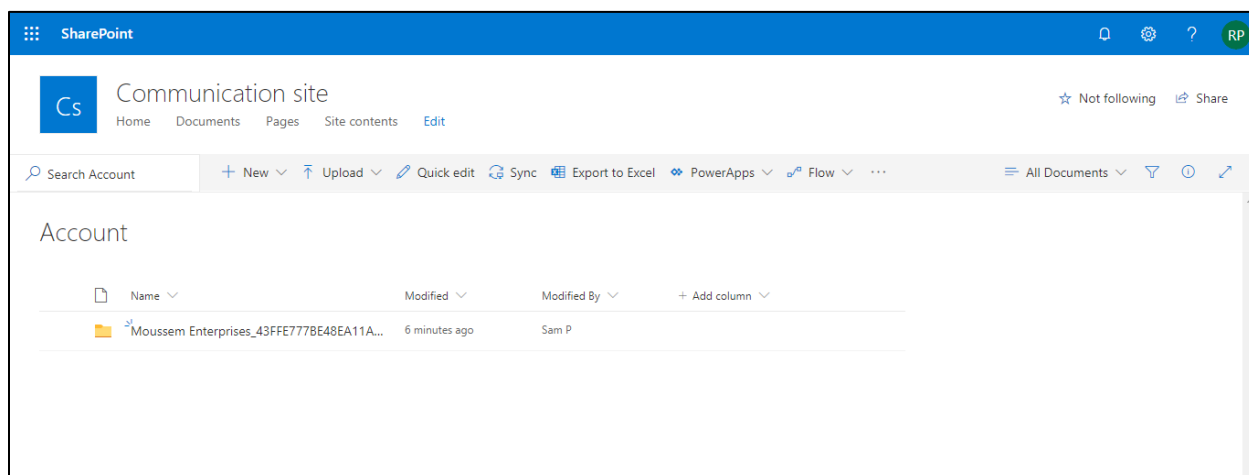 SharePoint ? RP
Cs Communication site
Home Documents Pages Site contents Edit Not following Share
Search Account New Upload Quick edit Sync Export to Excel PowerApps Flow ··· All Documents
Account
Name Modified Modified By + Add column
Moussem Enterprises_43FFE777BE48EA11A... 6 minutes ago Sam P